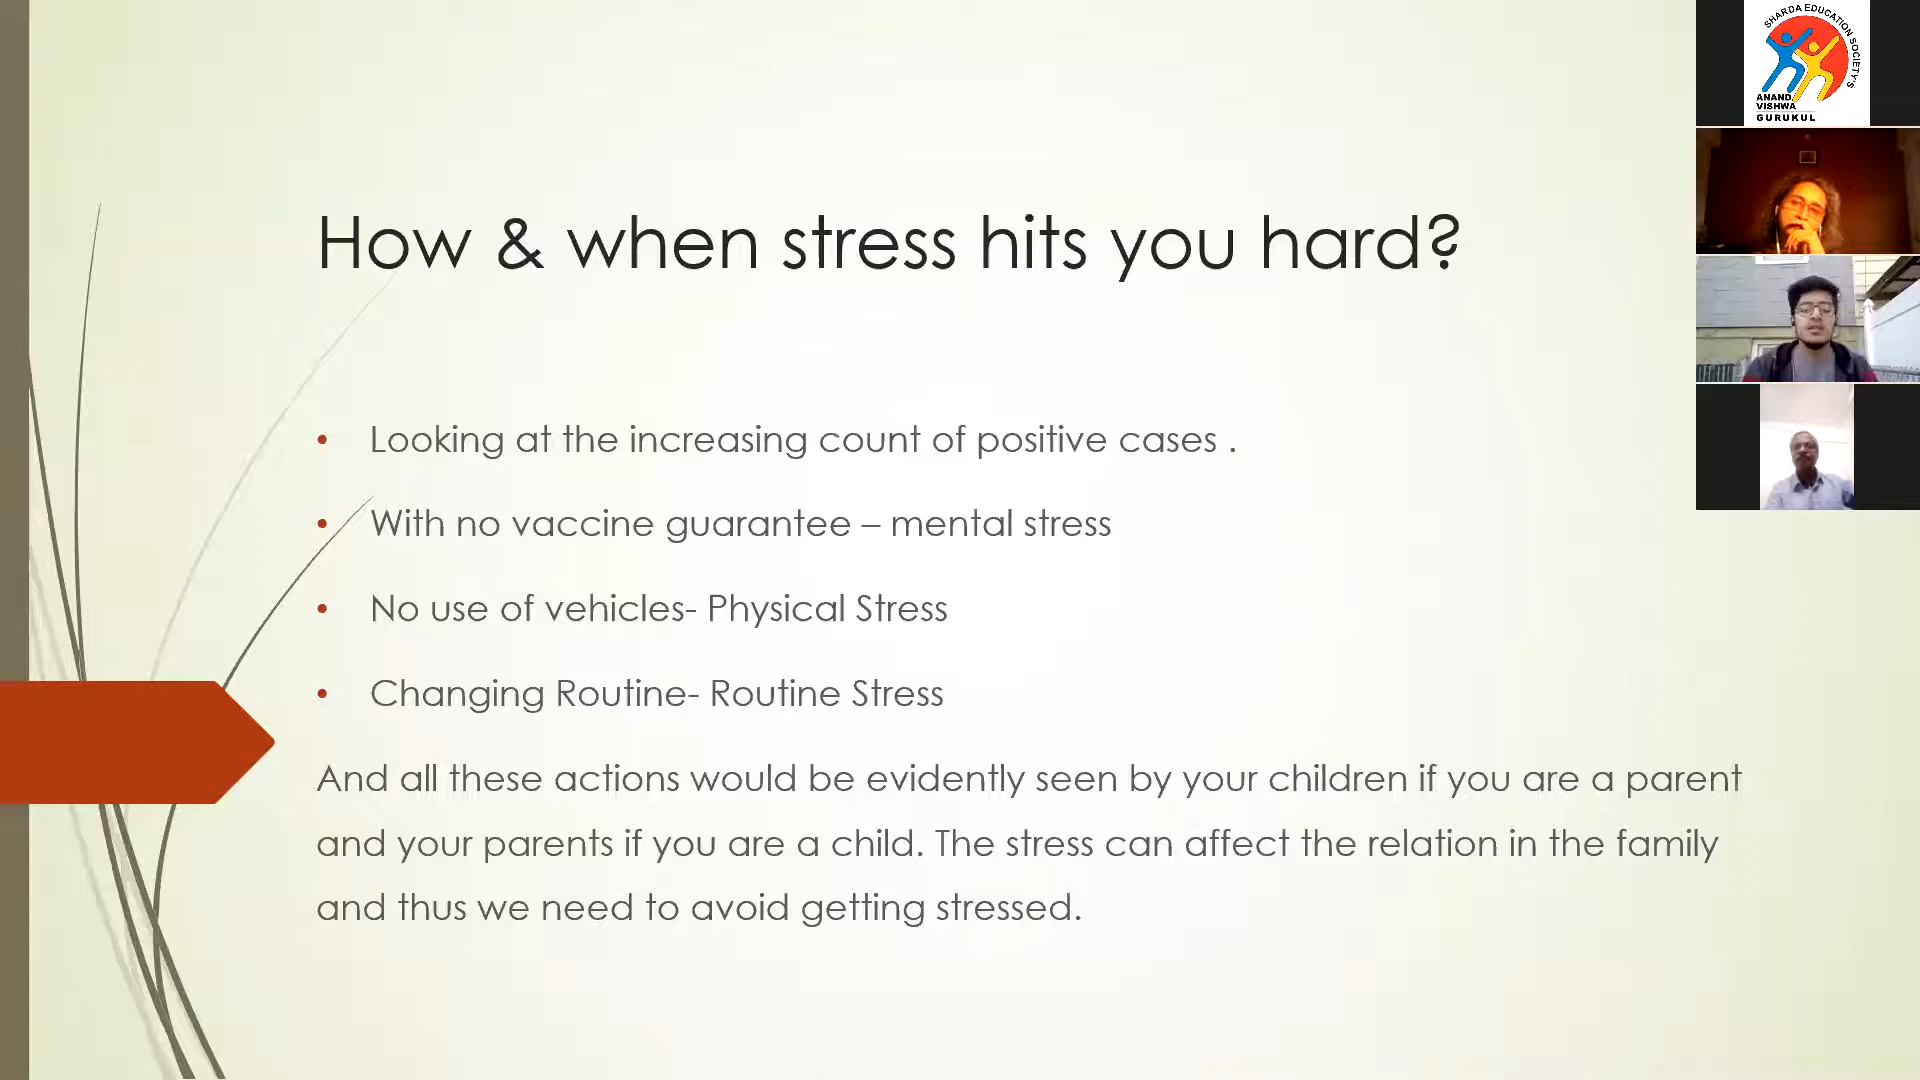 SHARDA EDUCATION SOCIETY'S
ANAND
VISHWA
GURUKUL
How & when stress hits you hard?
• Looking at the increasing count of positive cases .
• With no vaccine guarantee – mental stress
• No use of vehicles- Physical Stress
• Changing Routine- Routine Stress
And all these actions would be evidently seen by your children if you are a parent
and your parents if you are a child. The stress can affect the relation in the family
and thus we need to avoid getting stressed.